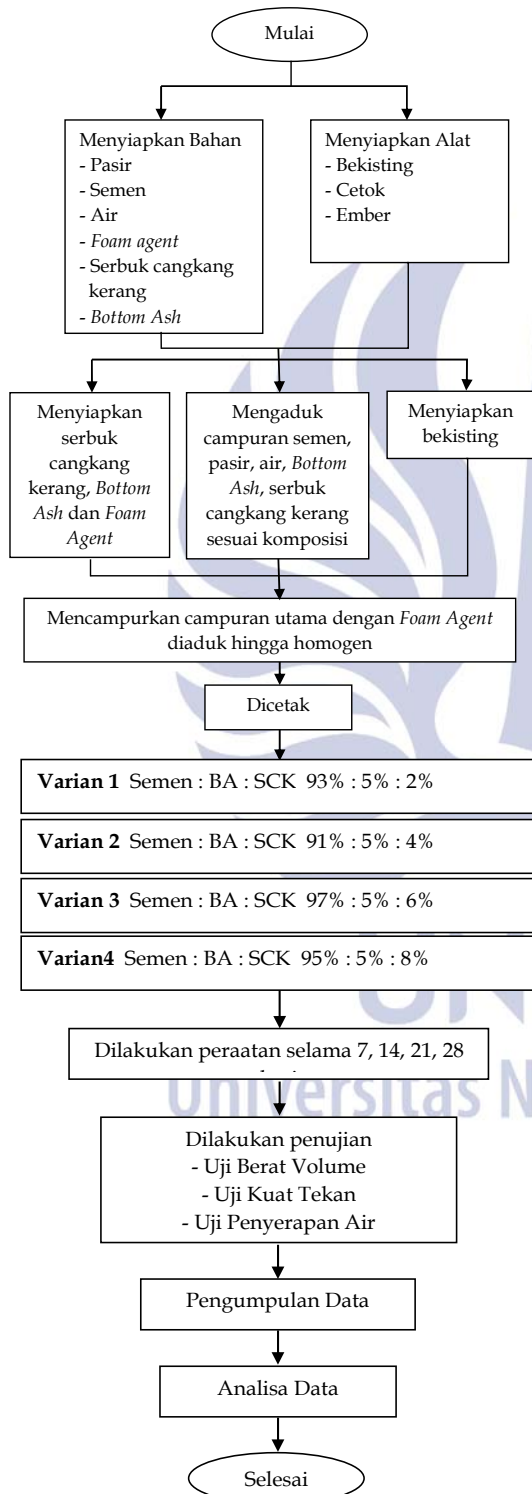 Mulai
Menyiapkan Bahan
- Pasir
- Semen
- Air
- Foam agent
- Serbuk cangkang
kerang
- Bottom Ash
Menyiapkan Alat
- Bekisting
- Cetok
- Ember
Menyiapkan
serbuk
cangkang
kerang, Bottom
Ash dan Foam
Agent
Mengaduk
campuran semen,
pasir, air, Bottom
Ash, serbuk
cangkang kerang
sesuai komposisi
Menyiapkan
bekisting
Mencampurkan campuran utama dengan Foam Agent
diaduk hingga homogen
Dicetak
Varian 1 Semen : BA : SCK 93% : 5% : 2%
Varian 2 Semen : BA : SCK 91% : 5% : 4%
Varian 3 Semen : BA : SCK 97% : 5% : 6%
Varian4 Semen : BA : SCK 95% : 5% : 8%
Dilakukan peraatan selama 7, 14, 21, 28
Universitas N
Dilakukan penujian
- Uji Berat Volume
- Uji Kuat Tekan
- Uji Penyerapan Air
Pengumpulan Data
Analisa Data
Selesai